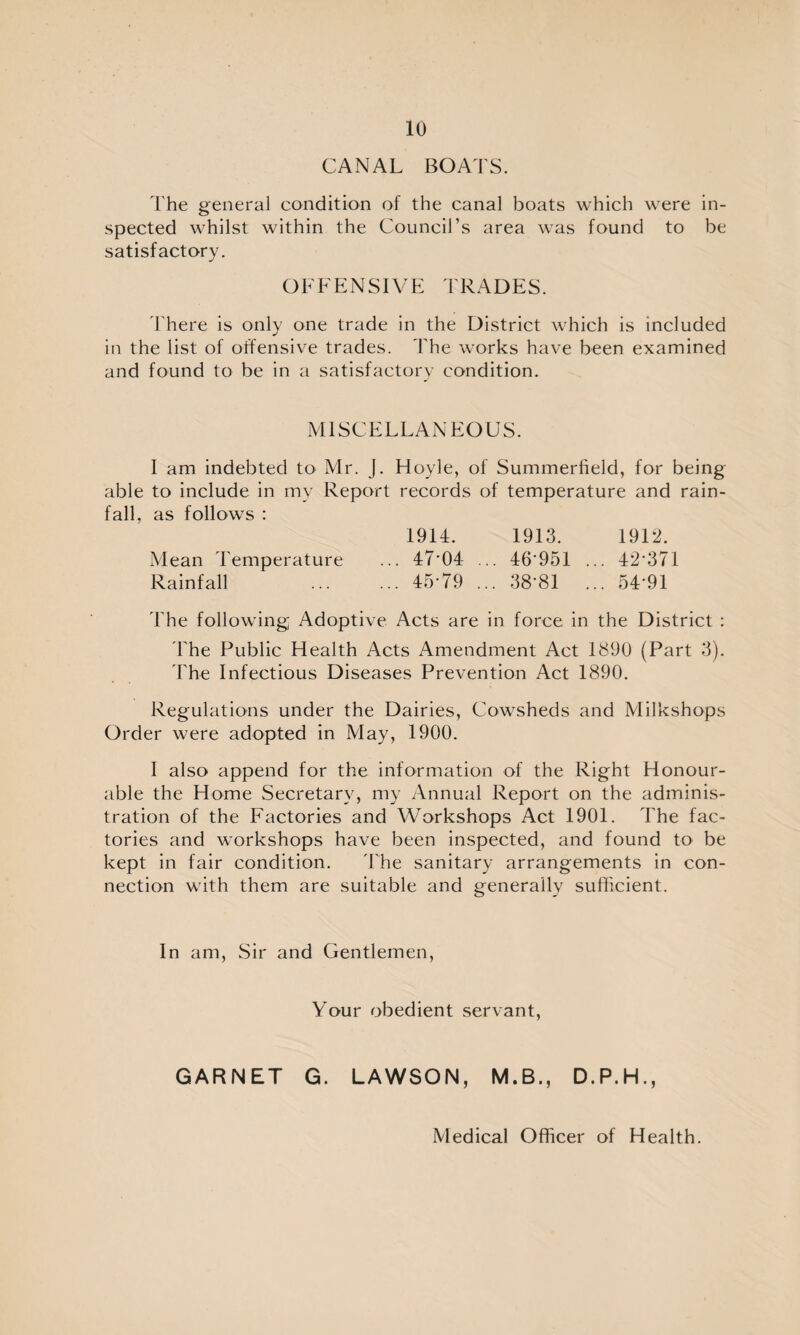 10
CANAL BOATS.
The general condition of the canal boats which were in-
spected whilst within the Council's area was found to be
satisfactory.
OFFENSIVE TRADES.
There is only one trade in the District which is included
in the list of offensive trades. The works have been examined
and found to be in a satisfactory condition.
MISCELLANEOUS.
I am indebted to Mr. J. Hoyle, of Summerfield, for being
able to include in my Report records of temperature and rain-
fall, as follows :
1914. 1913. 1912.
Mean Temperature ... 47·04 ... 46·951 ... 42·371
Rainfall ... ... 45·79 ... 38·81 ... 54·91
The following; Adoptive Acts are in force in the District :
The Public Health Acts Amendment Act 1890 (Part 3).
The Infectious Diseases Prevention Act 1890.
Regulations under the Dairies, Cowsheds and Milkshops
Order were adopted in May, 1900.
I also append for the information of the Right Honour-
able the Home Secretary, my Annual Report on the adminis-
tration of the Factories and Workshops Act 1901. The fac-
tories and workshops have been inspected, and found to be
kept in fair condition. The sanitary arrangements in con-
nection with them are suitable and generally sufficient.
In am, Sir and Gentlemen,
Your obedient servant,
GARNET G. LAWSON, M.B., D.P.H.,
Medical Officer of Health.